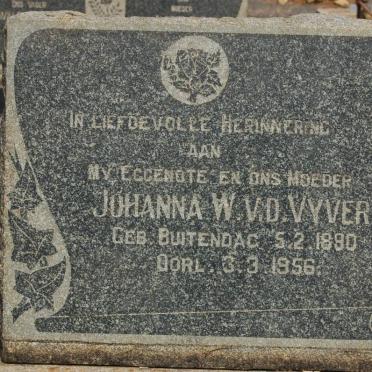 IN LIEFDEVOLLE HERINNERING
AAN
MY EGGENOTE EN ONS MOEDER
JOHANNA W. V.D. VYVER
GEB. BUITENDAG 5.2.1890
OORL. 3.3.1956.